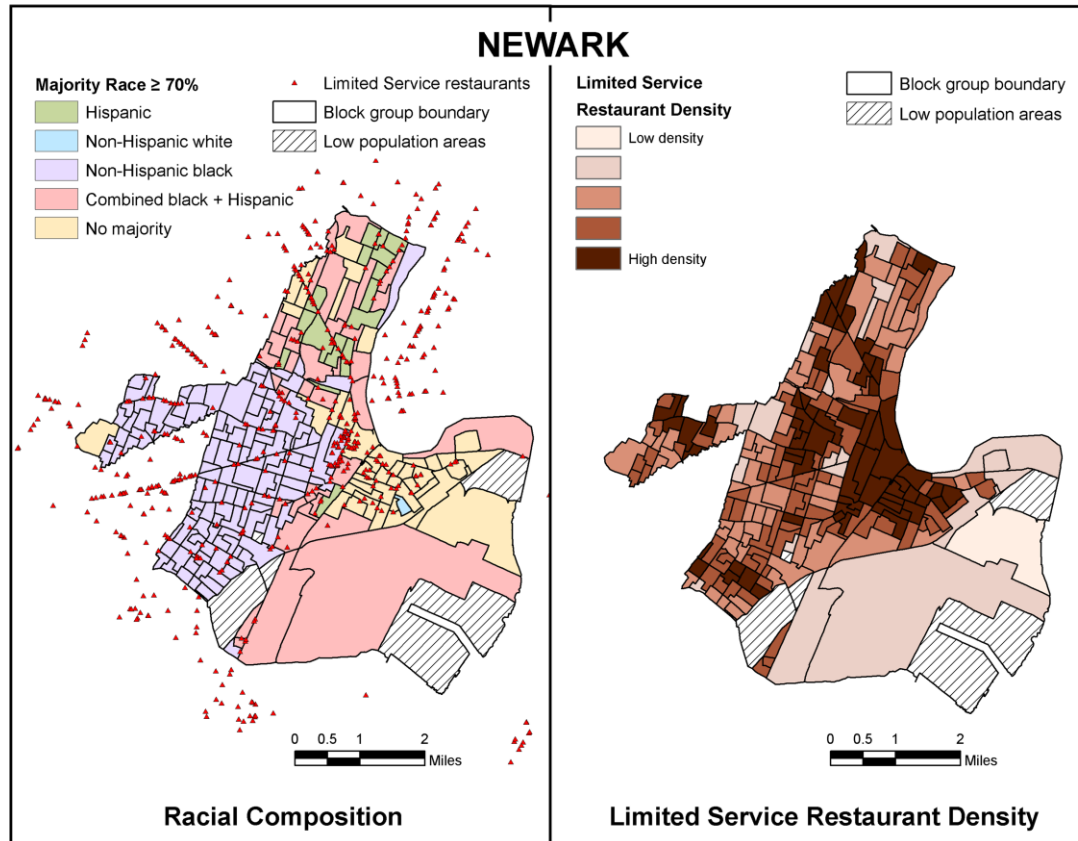 NEWARK
Majority Race ≥ 70%
Hispanic
Non-Hispanic white
Non-Hispanic black
Combined black + Hispanic
No majority
Limited Service restaurants
Block group boundary
Low population areas
0 0.5 1 2
Miles
Racial Composition
Limited Service
Restaurant Density
Low density
High density
Block group boundary
Low population areas
0 0.5 1 2
Miles
Limited Service Restaurant Density